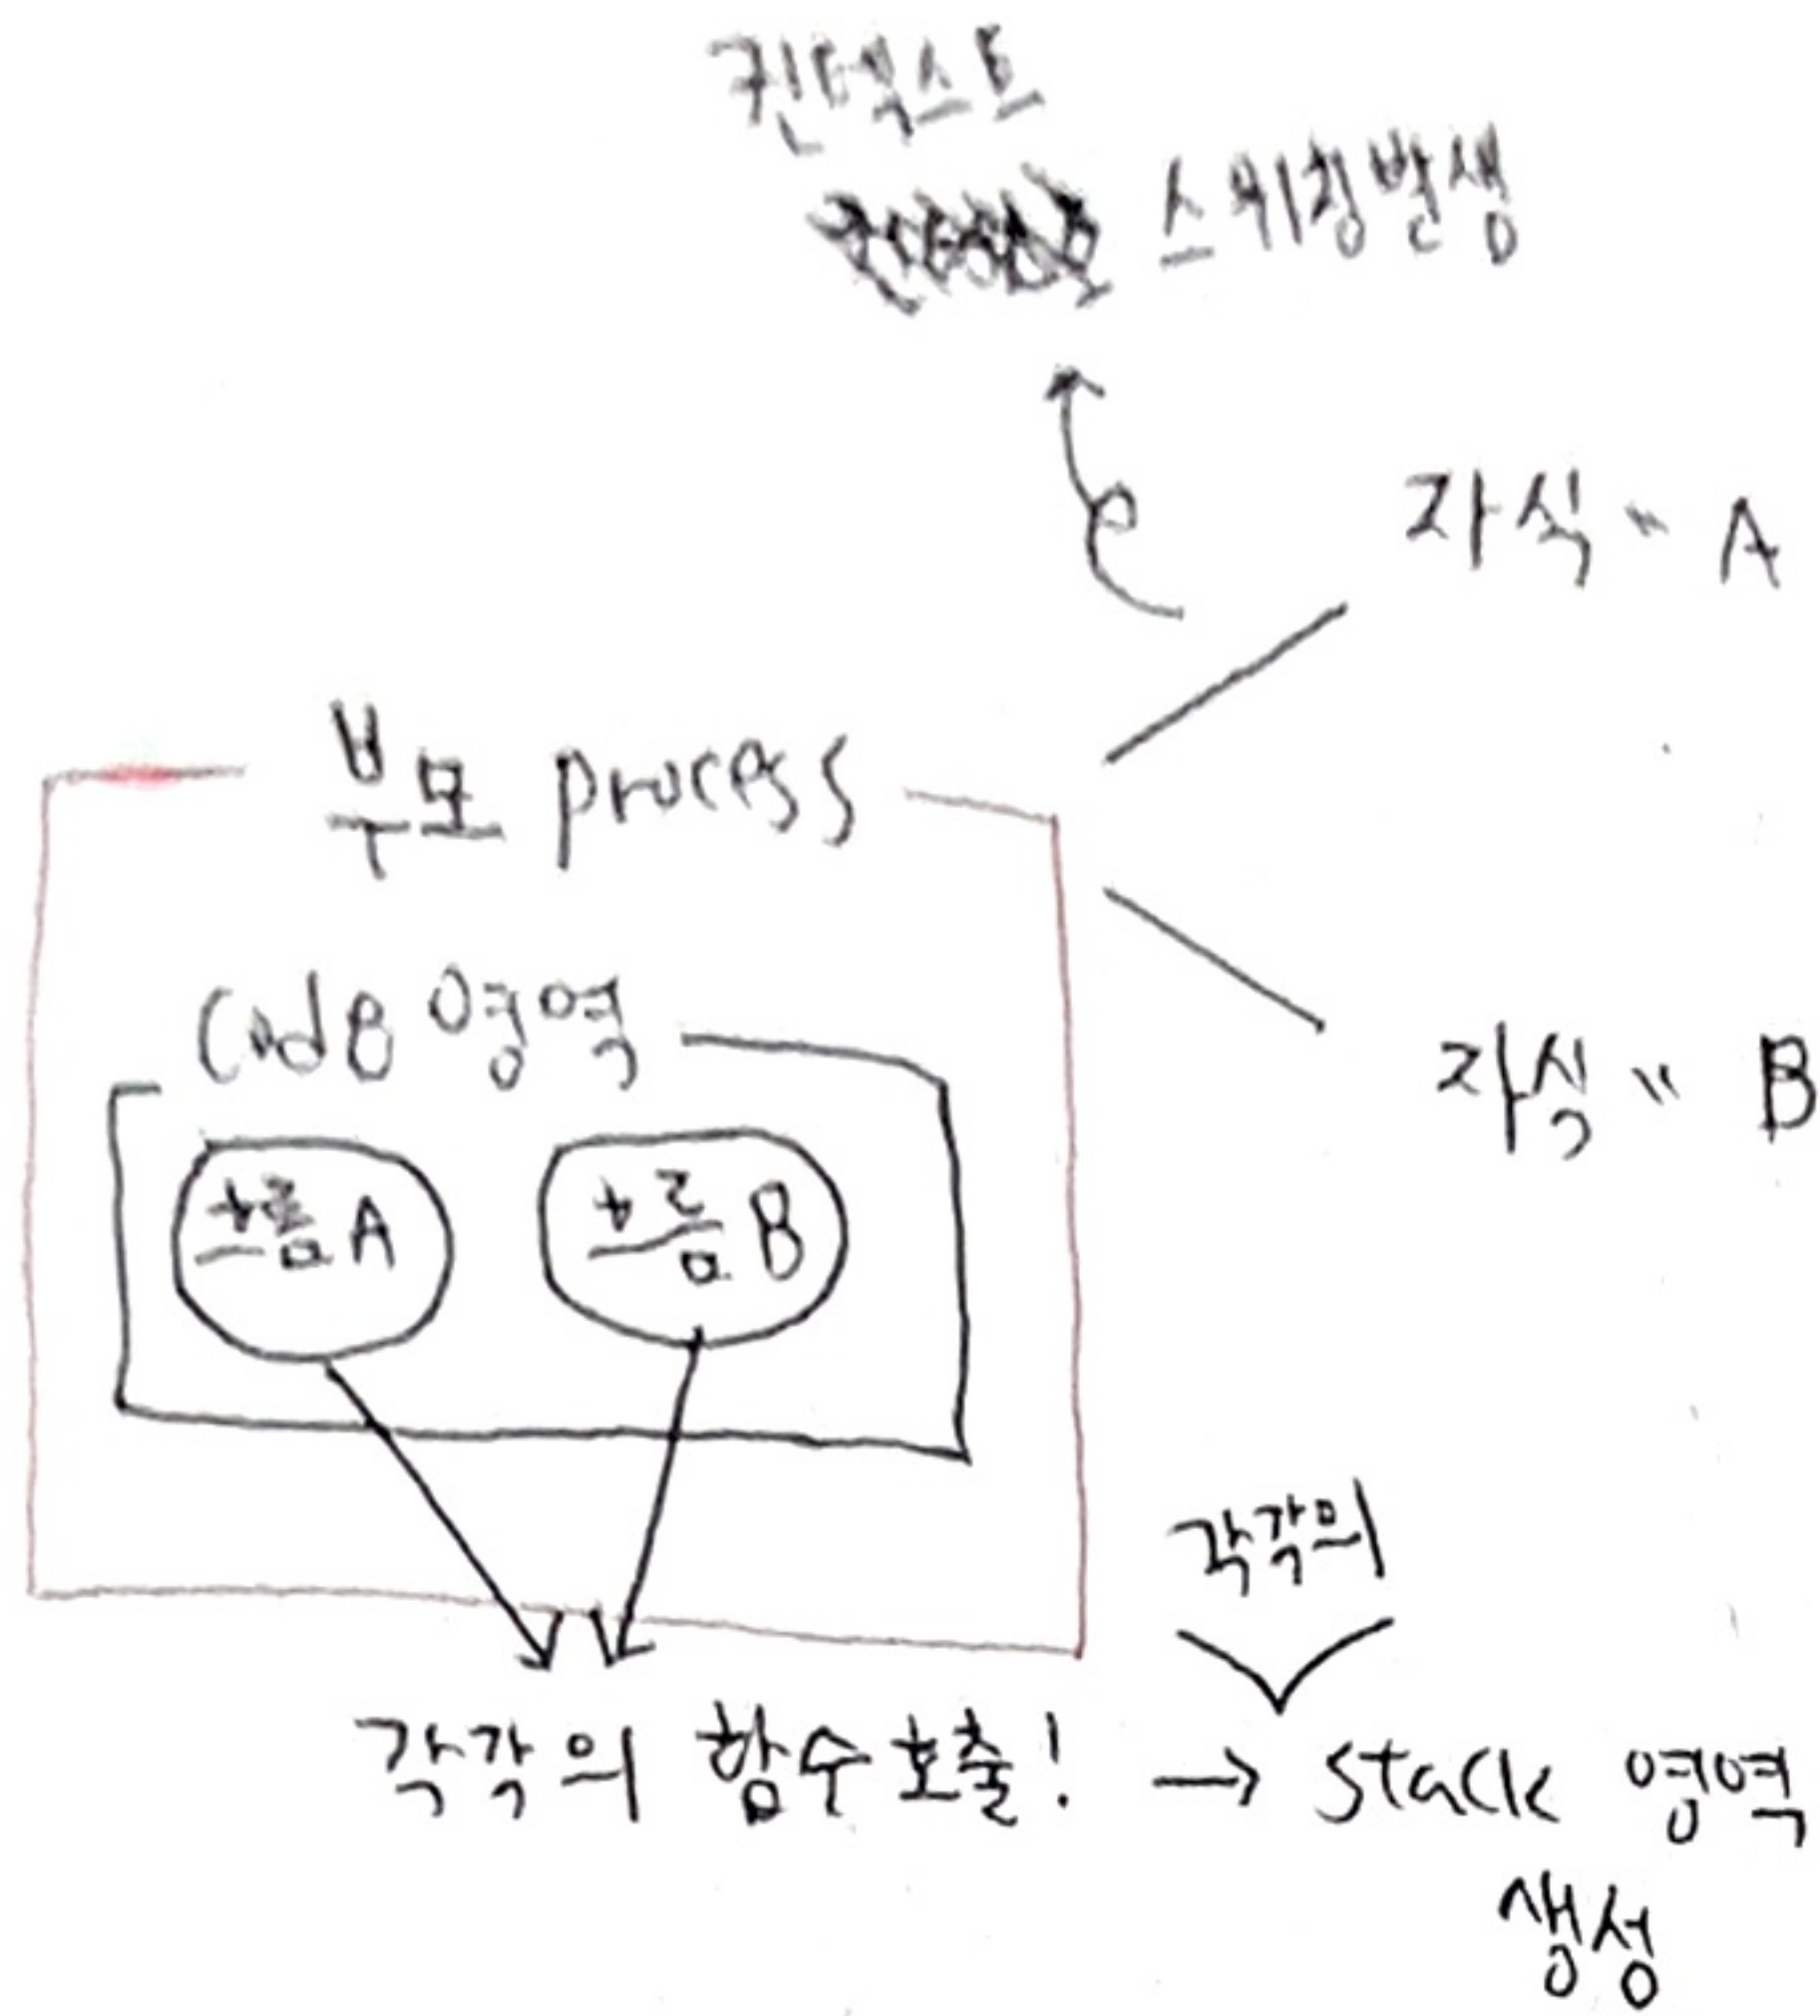 컨텍스트
스위칭발생
자식 〃 A
부모 process
code 영역
자식 〃 B
흐름 A
흐름 B
각각의
각각의 함수호출! → stack 영역
생성